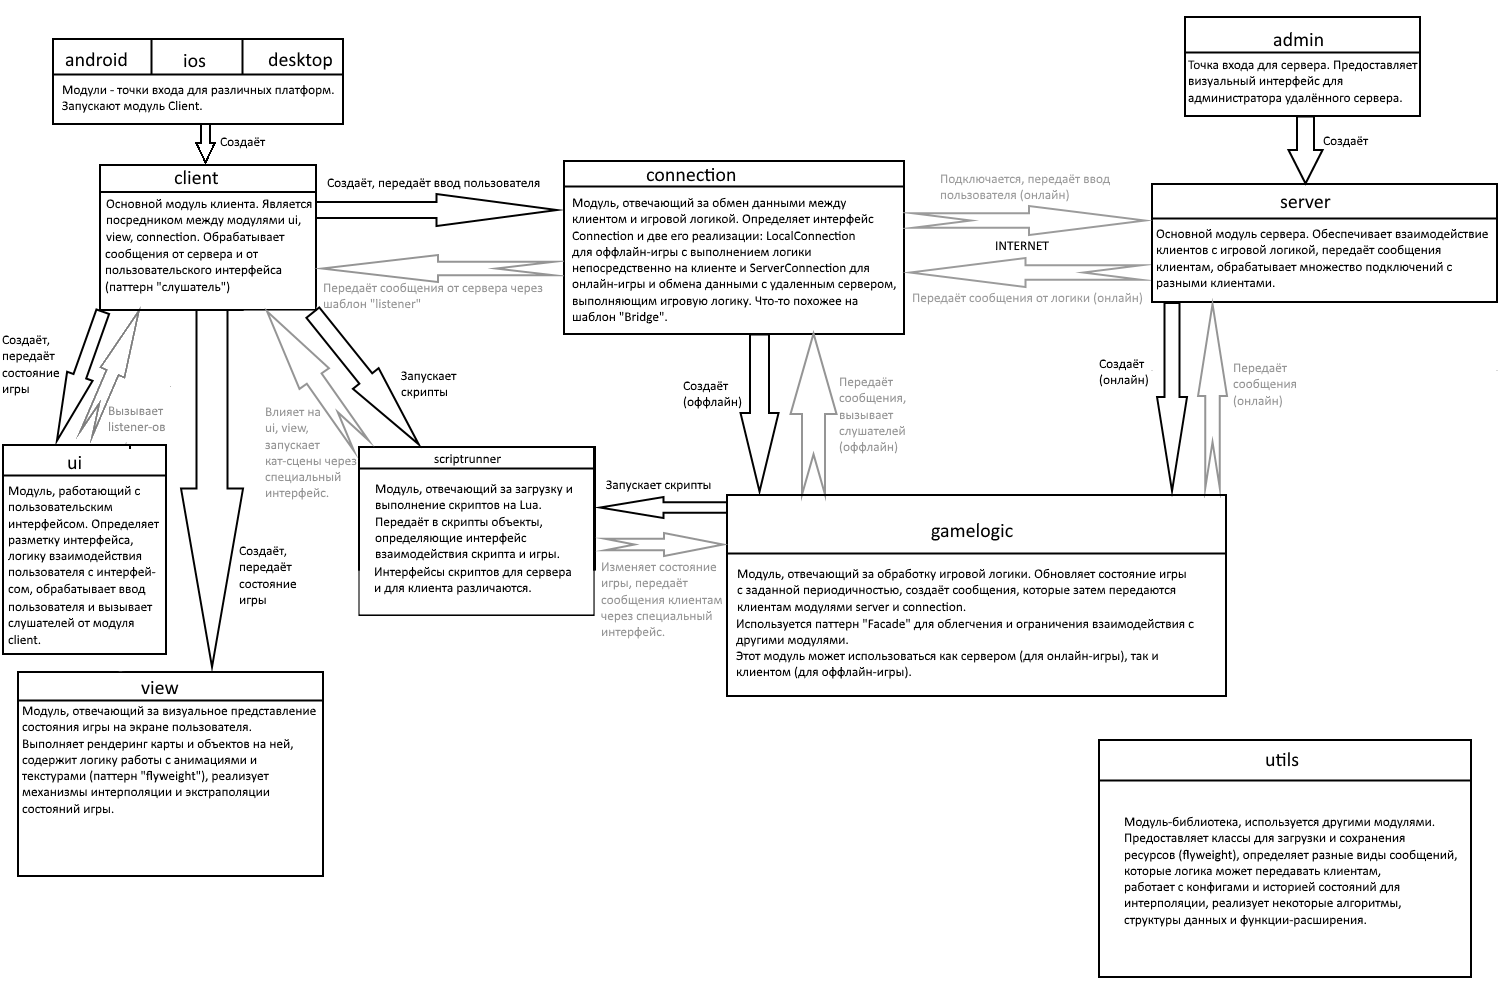 android
ios
desktop
Модули - точки входа для различных платформ.
Запускают модуль Client.
Создаёт
admin
Точка входа для сервера. Предоставляет
визуальный интерфейс для
администратора удалённого сервера.
Создаёт
client
Основной модуль клиента. Является
посредником между модулями ui,
view, connection. Обрабатывает
сообщения от сервера и от
пользовательского интерфейса
(паттерн "слушатель")
Создаёт, передаёт ввод пользователя
Передаёт сообщения от сервера через
шаблон "listener"
connection
Модуль, отвечающий за обмен данными между
клиентом и игровой логикой. Определяет интерфейс
Connection и две его реализации: LocalConnection
для оффлайн-игры с выполнением логики
непосредственно на клиенте и ServerConnection для
онлайн-игры и обмена данными с удаленным сервером,
выполняющим игровую логику. Что-то похожее на
шаблон "Bridge".
Подключается, передаёт ввод
пользователя (онлайн)
INTERNET
Передаёт сообщения от логики (онлайн)
server
Основной модуль сервера. Обеспечивает взаимодействие
клиентов с игровой логикой, передаёт сообщения
клиентам, обрабатывает множество подключений с
разными клиентами.
Создаёт,
передаёт
состояние
игры
Вызывает
listener-ов
Влияет на
ui, view,
запускает
кат-сцены через
специальный
интерфейс.
Запускает
скрипты
Создаёт
(оффлайн)
Передаёт
сообщения,
вызывает
слушателей
(оффлайн)
Создаёт
(онлайн)
Передаёт
сообщения
(онлайн)
ui
Модуль, работающий с
пользовательским
интерфейсом. Определяет
разметку интерфейса,
логику взаимодействия
пользователя с интерфей-
сом, обрабатывает ввод
пользователя и вызывает
слушателей от модуля
client.
Создаёт,
передаёт
состояние
игры
scriptrunner
Модуль, отвечающий за загрузку и
выполнение скриптов на Lua.
Передаёт в скрипты объекты,
определяющие интерфейс
взаимодействия скрипта и игры.
Интерфейсы скриптов для сервера
и для клиента различаются.
Запускает скрипты
Изменяет состояние
игры, передаёт
сообщения клиентам
через специальный
интерфейс.
gamelogic
Модуль, отвечающий за обработку игровой логики. Обновляет состояние игры
с заданной периодичностью, создаёт сообщения, которые затем передаются
клиентам модулями server и connection.
Используется паттерн "Facade" для облегчения и ограничения взаимодействия с
другими модулями.
Этот модуль может использоваться как сервером (для онлайн-игры), так и
клиентом (для оффлайн-игры).
view
Модуль, отвечающий за визуальное представление
состояния игры на экране пользователя.
Выполняет рендеринг карты и объектов на ней,
содержит логику работы с анимациями и
текстурами (паттерн "flyweight"), реализует
механизмы интерполяции и экстраполяции
состояний игры.
utils
Модуль-библиотека, используется другими модулями.
Предоставляет классы для загрузки и сохранения
ресурсов (flyweight), определяет разные виды сообщений,
которые логика может передавать клиентам,
работает с конфигами и историей состояний для
интерполяции, реализует некоторые алгоритмы,
структуры данных и функции-расширения.